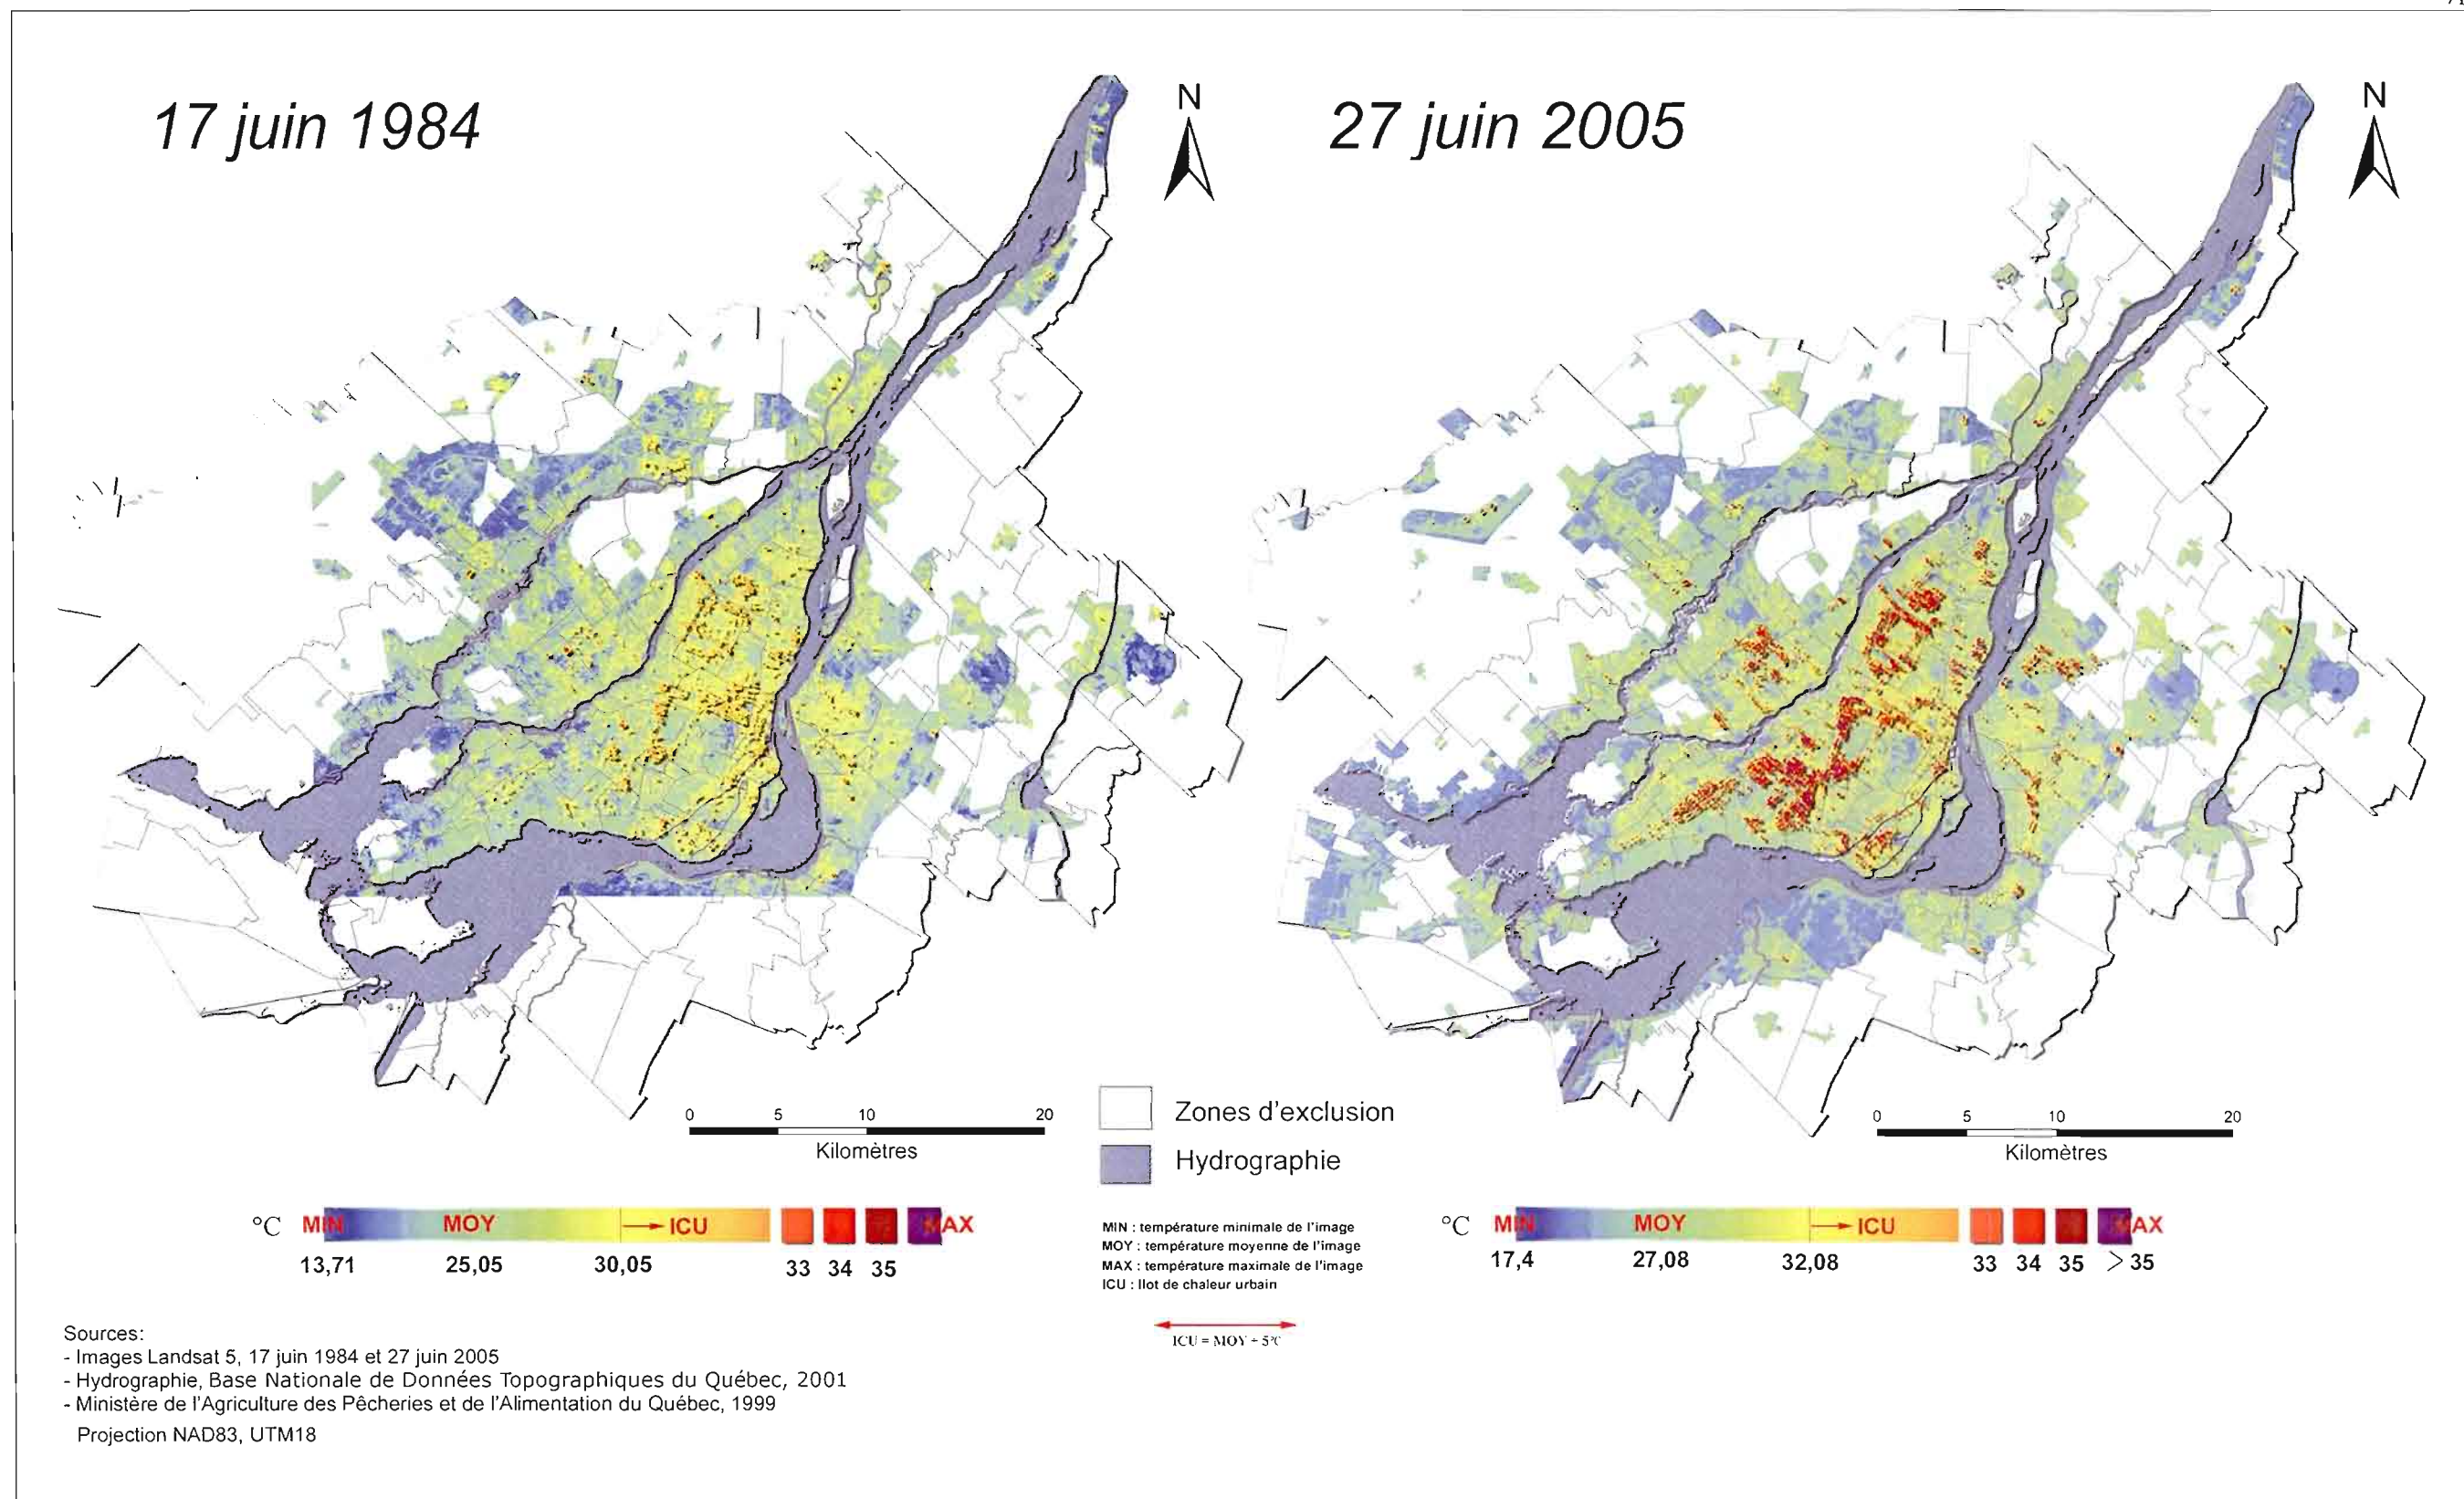 17 juin 1984
N
27 juin 2005
N
0 5 10 20
Kilomètres
Zones d'exclusion
Hydrographie
0 5 10 20
Kilomètres
°C MIN MOY ICU MAX
13,71 25,05 30,05 33 34 35
MIN : température minimale de l'image
MOY : température moyenne de l'image
MAX : température maximale de l'image
ICU : Ilot de chaleur urbain
ICU = MOY + 5°C
°C MIN MOY ICU MAX
17,4 27,08 32,08 33 34 35 > 35
Sources:
- Images Landsat 5, 17 juin 1984 et 27 juin 2005
- Hydrographie, Base Nationale de Données Topographiques du Québec, 2001
- Ministère de l'Agriculture des Pêcheries et de l'Alimentation du Québec, 1999
Projection NAD83, UTM18